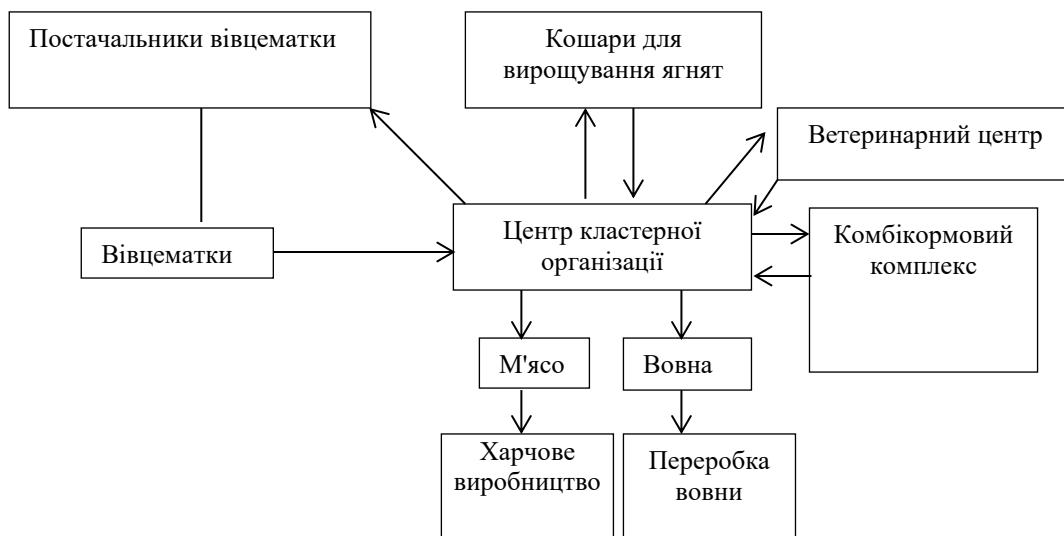 Постачальники вівцематки
Кошари для
вирощування ягнят
Ветеринарний центр
Вівцематки
Центр кластерної
організації
Комбікормовий
комплекс
М'ясо
Вовна
Харчове
виробництво
Переробка
вовни